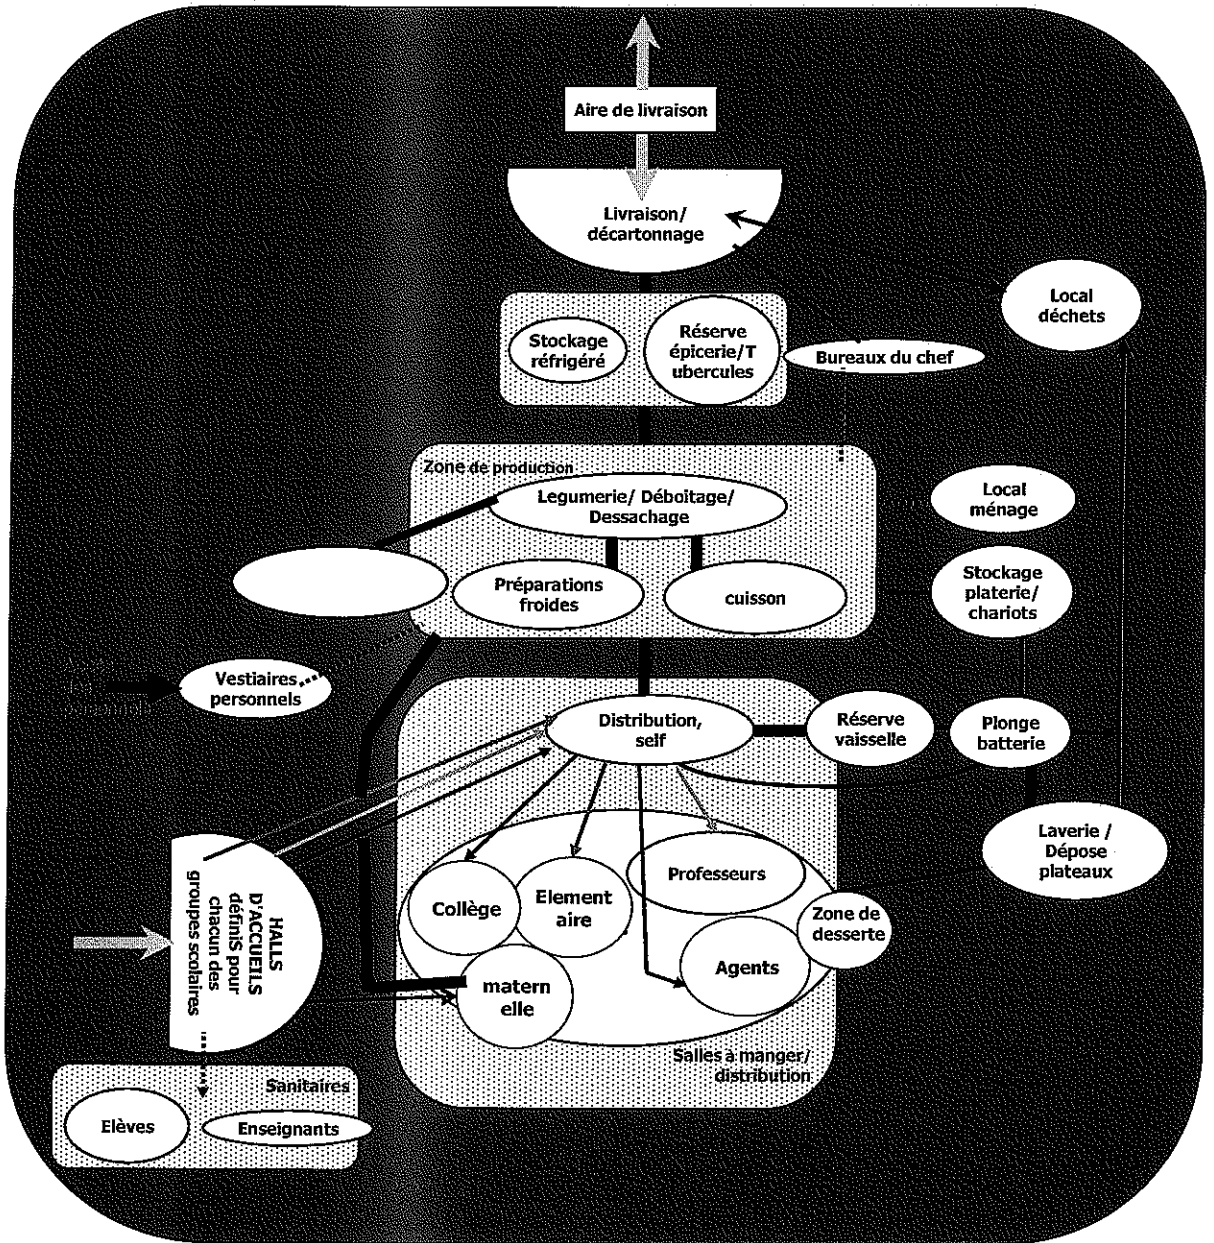 Aire de livraison
Livraison/
décartonnage
Local
déchets
Stockage
réfrigéré
Réserve
épicerie/T
ubercules
Bureaux du chef
Zone de production
Legumerie/ Déboitage/
Dessachage
Local
ménage
Préparations
froides
cuisson
Stockage
platerie/
chariots
Vestiaires
personnels
Distribution,
self
Réserve
vaisselle
Plonge
batterie
Laverie /
Dépose
plateaux
HALLS
D'ACCUEILS
définiS pour
chacun des
groupes scolaires
Professeurs
Collège
Element
aire
Zone de
desserte
Agents
matern
elle
Salles à manger/
distribution
Sanitaires
Elèves
Enseignants